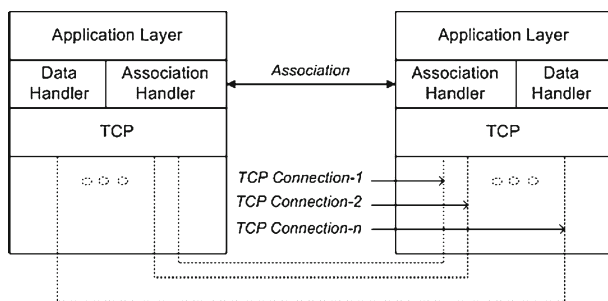 Application Layer
Data Handler
Association Handler
TCP
Association
Application Layer
Association Handler
Data Handler
TCP
TCP Connection-1
TCP Connection-2
TCP Connection-n